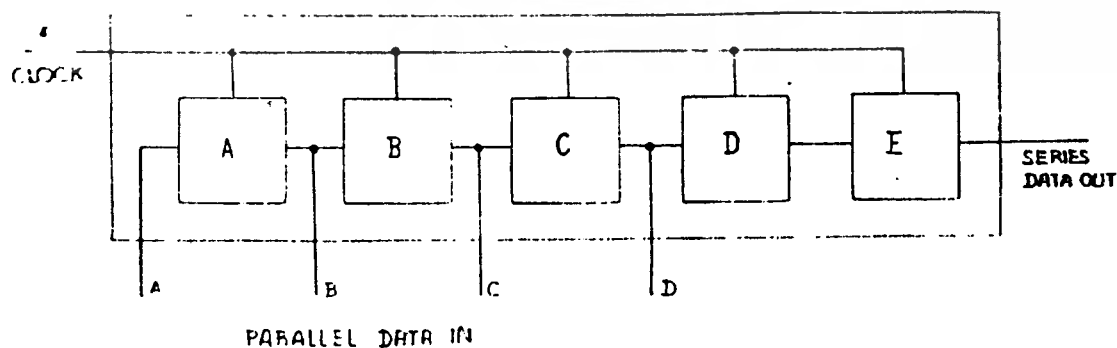 CLOCK
A
B
C
D
E
SERIES
DATA OUT
A
B
C
D
PARALLEL DATA IN